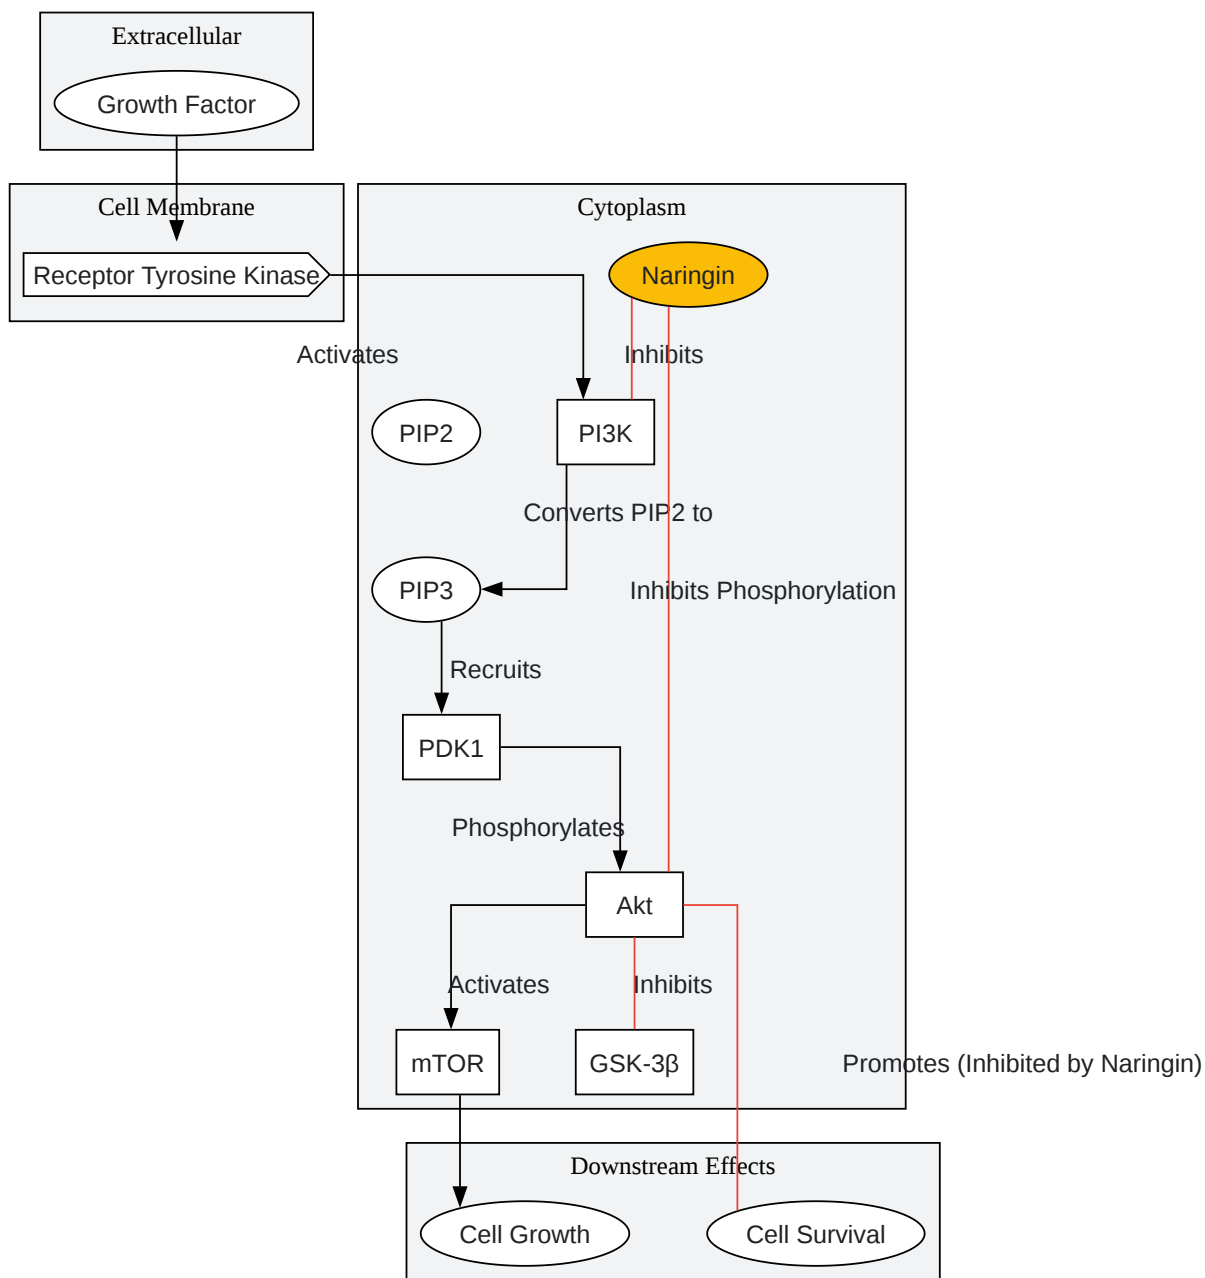 Extracellular
Growth Factor
Cell Membrane
Cytoplasm
Receptor Tyrosine Kinase
Naringin
Activates
Inhibits
PIP2
PI3K
Converts PIP2 to
PIP3
Inhibits Phosphorylation
Recruits
PDK1
Phosphorylates
Akt
Activates
Inhibits
mTOR
GSK-3β
Promotes (Inhibited by Naringin)
Downstream Effects
Cell Growth
Cell Survival